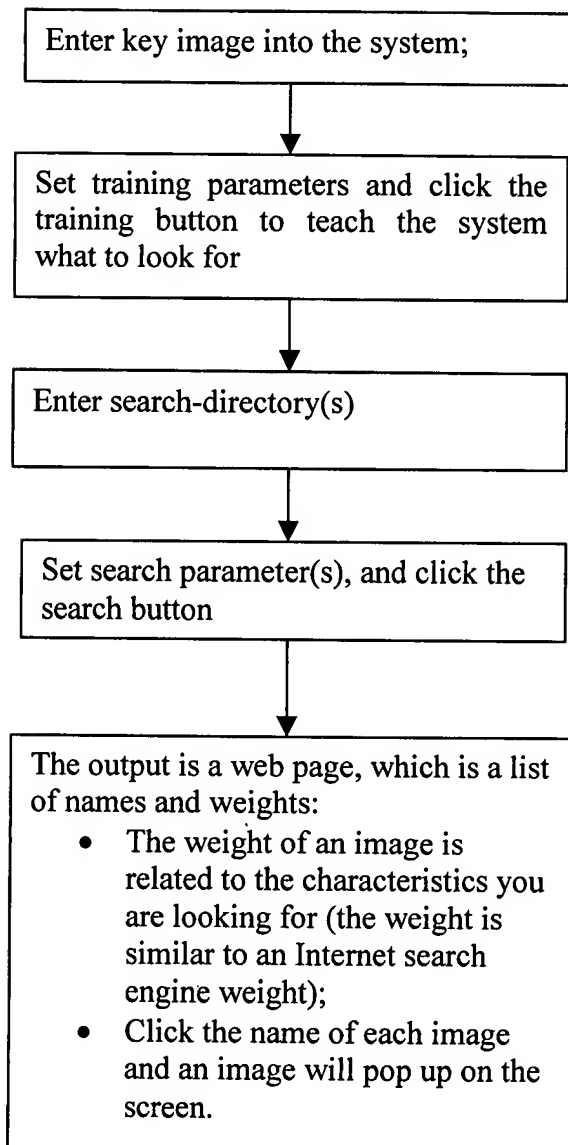 Enter key image into the system;
Set training parameters and click the
training button to teach the system
what to look for
Enter search-directory(s)
Set search parameter(s), and click the
search button
The output is a web page, which is a list
of names and weights:
• The weight of an image is
related to the characteristics you
are looking for (the weight is
similar to an Internet search
engine weight);
• Click the name of each image
and an image will pop up on the
screen.